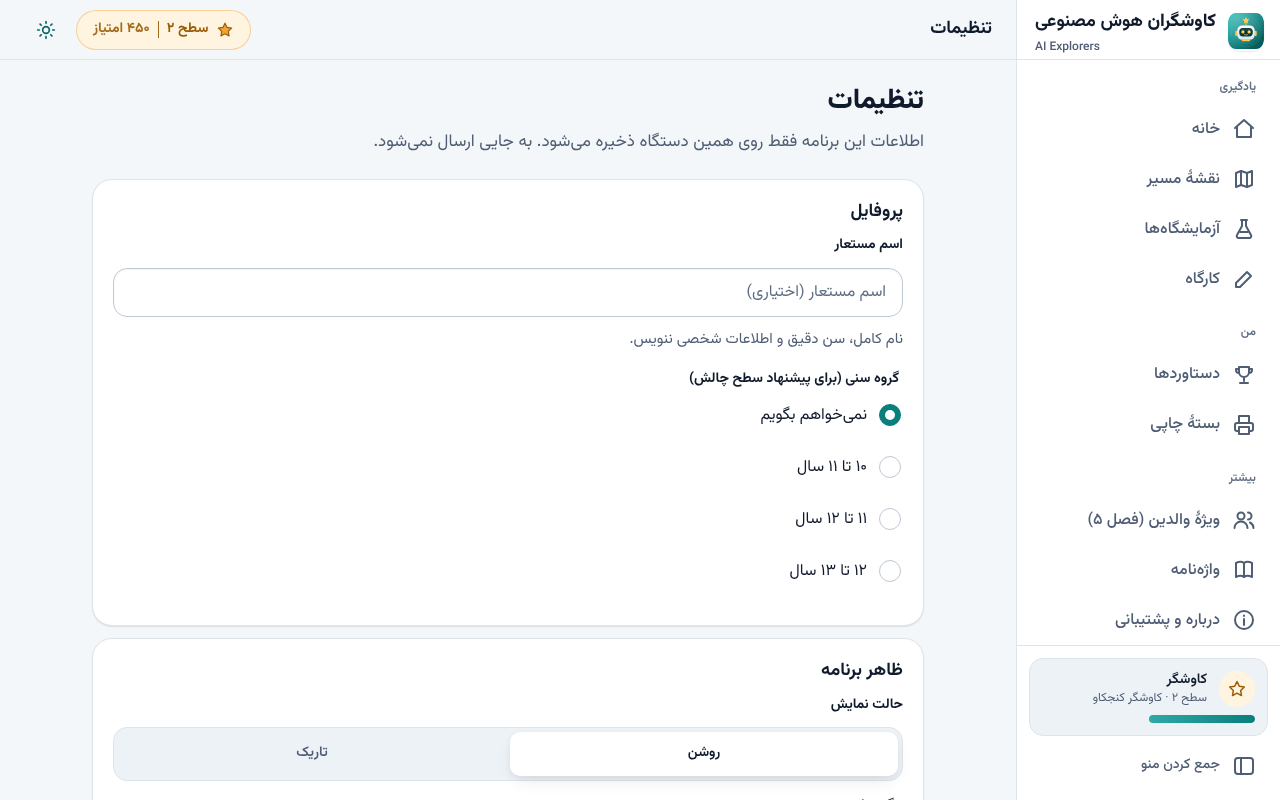 کاوشگران هوش مصنوعی
AI Explorers
یادگیری
خانه
نقشهٔ مسیر
آزمایشگاه‌ها
کارگاه
من
دستاوردها
بستهٔ چاپی
بیشتر
ویژهٔ والدین (فصل ۵)
واژه‌نامه
درباره و پشتیبانی
کاوشگر
سطح ۲ · کاوشگر کنجکاو
جمع کردن منو
تنظیمات
سطح ۲ | ۴۵۰ امتیاز
تنظیمات
اطلاعات این برنامه فقط روی همین دستگاه ذخیره می‌شود. به جایی ارسال نمی‌شود.
پروفایل
اسم مستعار
اسم مستعار (اختیاری)
نام کامل، سن دقیق و اطلاعات شخصی ننویس.
گروه سنی (برای پیشنهاد سطح چالش)
نمی‌خواهم بگویم
۱۰ تا ۱۱ سال
۱۱ تا ۱۲ سال
۱۲ تا ۱۳ سال
ظاهر برنامه
حالت نمایش
روشن
تاریک